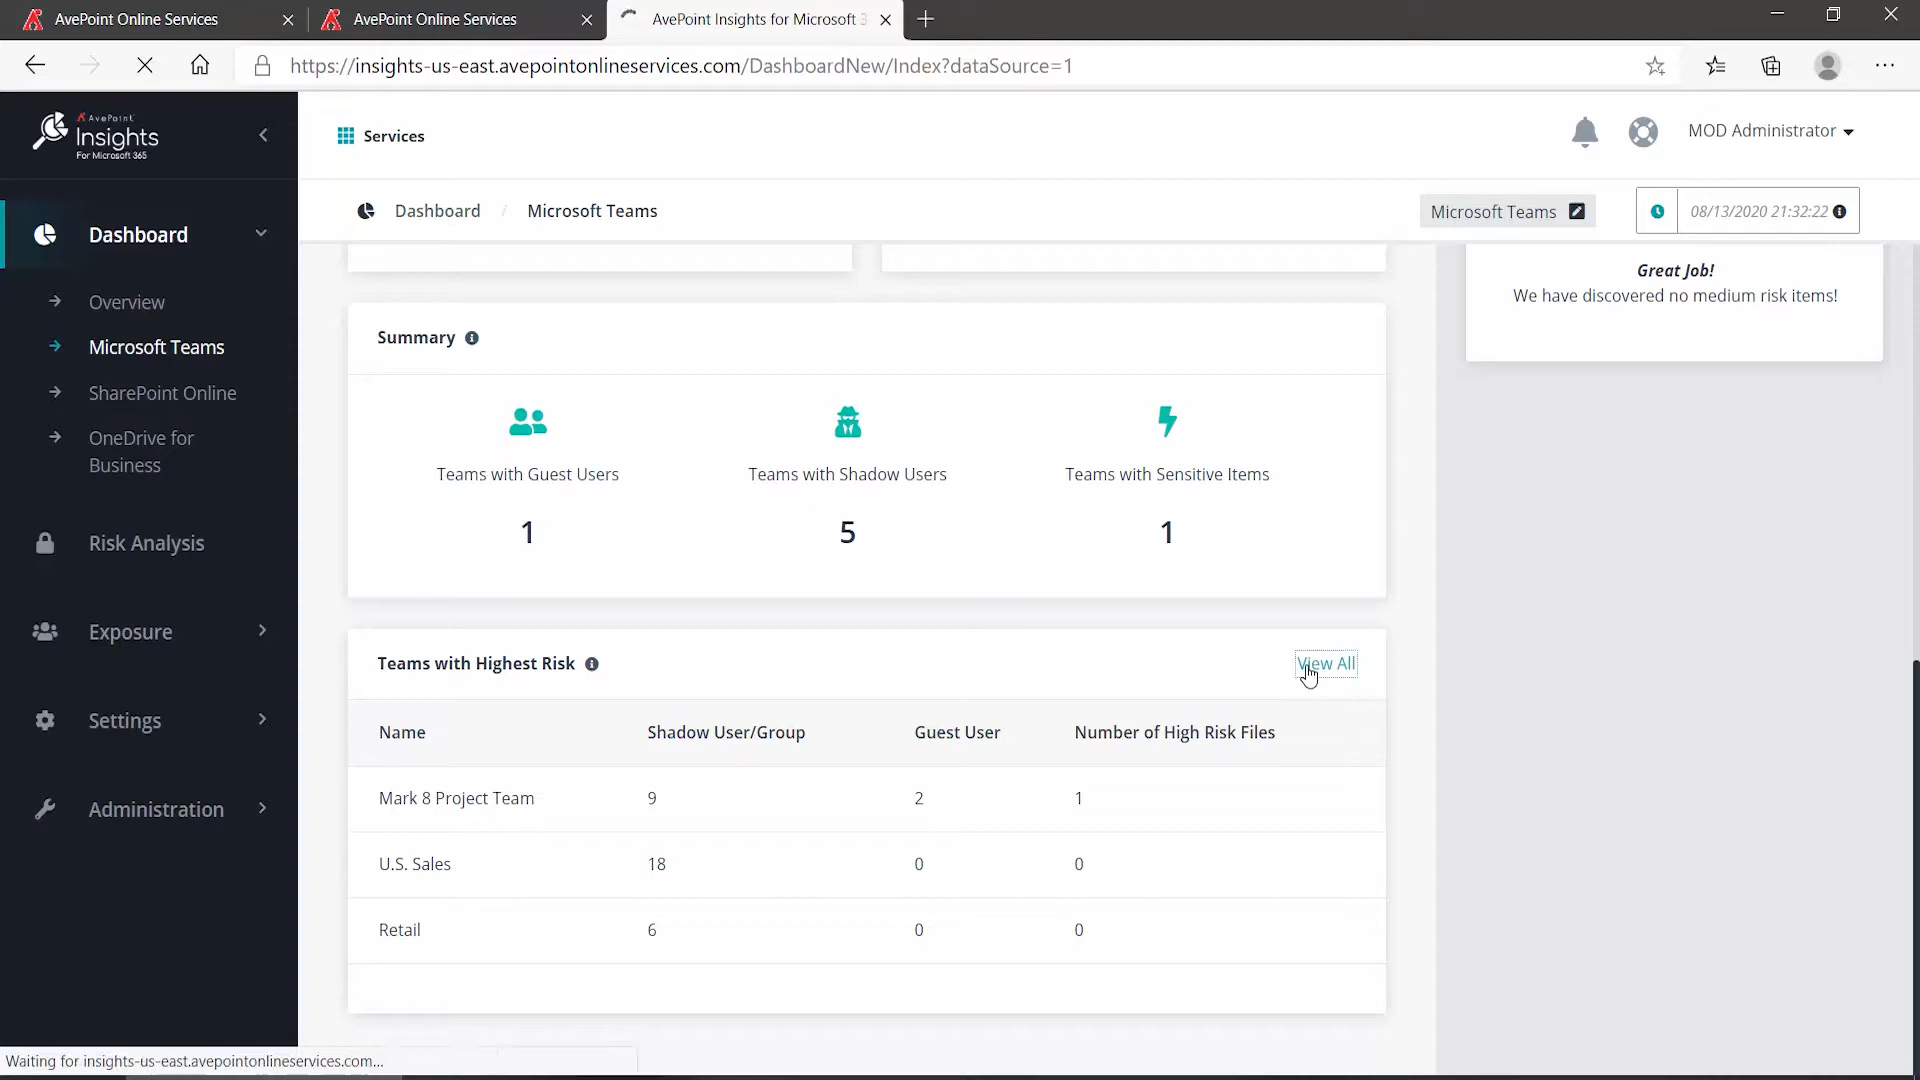 AvePoint Online Services
AvePoint Online Services
AvePoint Insights for Microsoft 3
https://insights-us-east.avepointonlineservices.com/DashboardNew/Index?dataSource=1
AvePoint
Insights
For Microsoft 365
Services
MOD Administrator
Dashboard / Microsoft Teams
Microsoft Teams
08/13/2020 21:32:22
Dashboard
Overview
Microsoft Teams
SharePoint Online
OneDrive for
Business
Risk Analysis
Exposure
Settings
Administration
Great Job!
We have discovered no medium risk items!
Summary
Teams with Guest Users
1
Teams with Shadow Users
5
Teams with Sensitive Items
1
Teams with Highest Risk
View All
Name Shadow User/Group Guest User Number of High Risk Files
Mark 8 Project Team 9 2 1
U.S. Sales 18 0 0
Retail 6 0 0
Waiting for insights-us-east.avepointonlineservices.com...